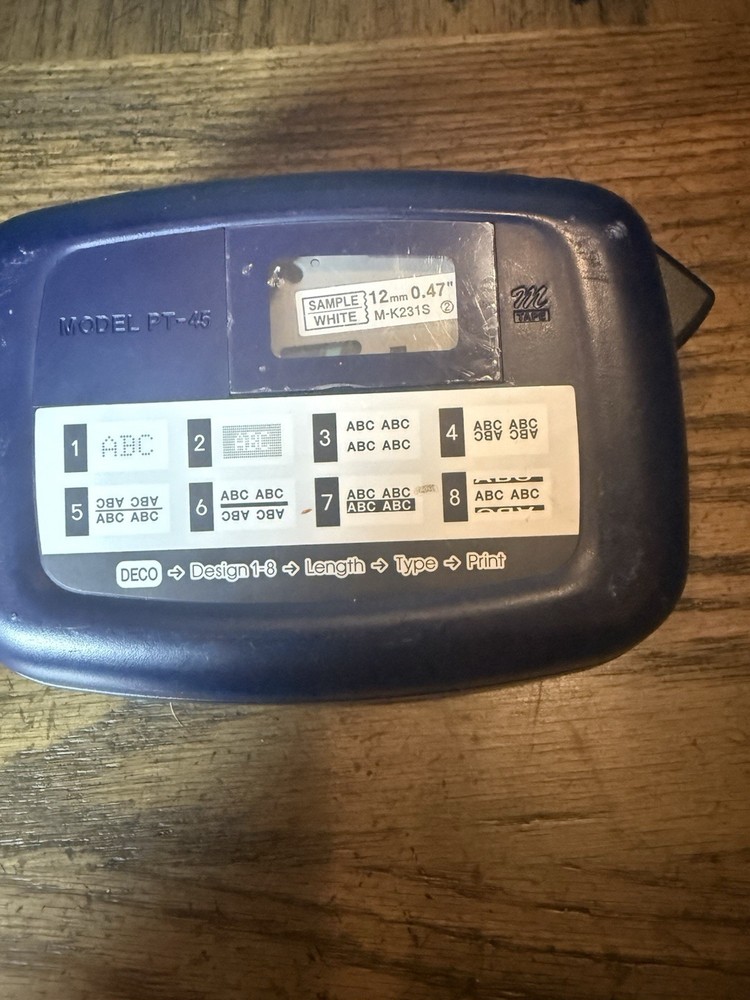 MODEL PT-45
SAMPLE WHITE
12mm 0.47"
M-K231S ②
M
TAPE
1 ABC
2 ABC
3 ABC ABC
ABC ABC
4 ABC ABC
ABC ABC
5 ABC ABC
ABC ABC
6 ABC ABC
ABC ABC
7 ABC ABC
ABC ABC
8 ABC
ABC ABC
ABC
DECO → Design 1-8 → Length → Type → Print